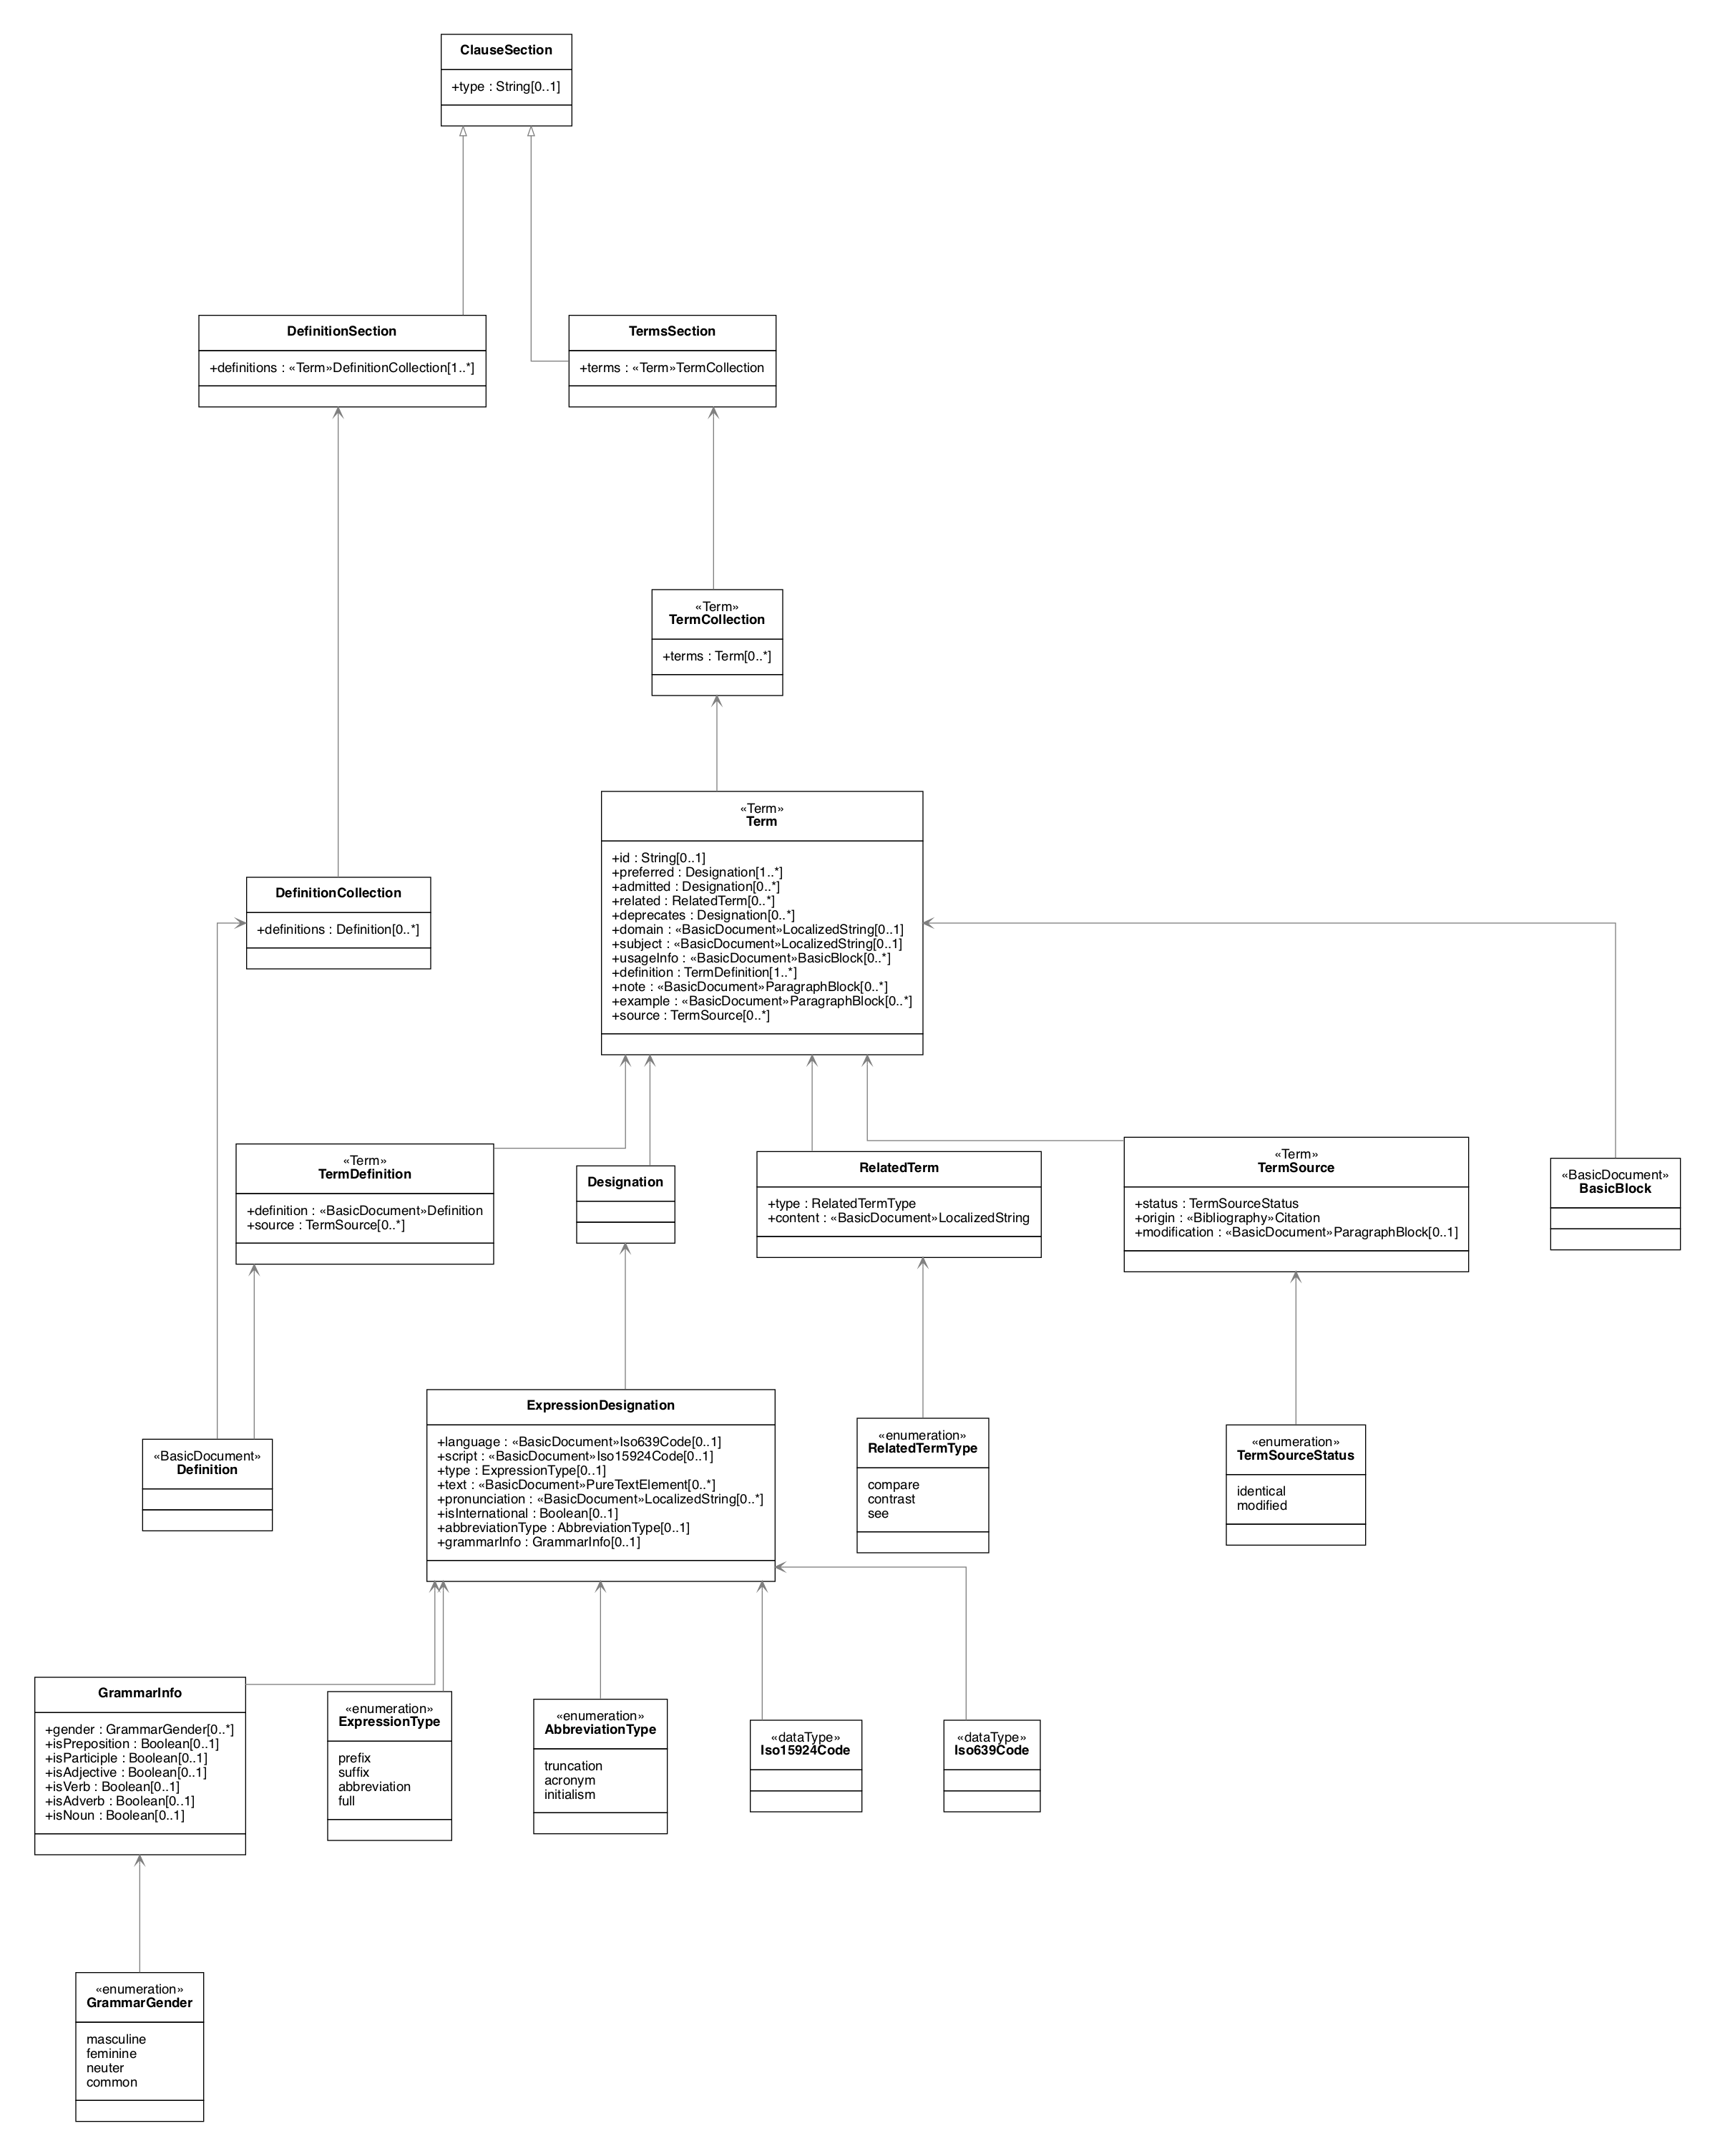 ClauseSection
+type : String[0..1]
DefinitionSection
+definitions : «Term»DefinitionCollection[1..*]
TermsSection
+terms : «Term»TermCollection
«Term»
TermCollection
+terms : Term[0..*]
«Term»
Term
+id : String[0..1]
+preferred : Designation[1..*]
+admitted : Designation[0..*]
+related : RelatedTerm[0..*]
+deprecates : Designation[0..*]
+domain : «BasicDocument»LocalizedString[0..1]
+subject : «BasicDocument»LocalizedString[0..1]
+usageInfo : «BasicDocument»BasicBlock[0..*]
+definition : TermDefinition[1..*]
+note : «BasicDocument»ParagraphBlock[0..*]
+example : «BasicDocument»ParagraphBlock[0..*]
+source : TermSource[0..*]
DefinitionCollection
+definitions : Definition[0..*]
«Term»
TermDefinition
+definition : «BasicDocument»Definition
+source : TermSource[0..*]
Designation
RelatedTerm
+type : RelatedTermType
+content : «BasicDocument»LocalizedString
«Term»
TermSource
+status : TermSourceStatus
+origin : «Bibliography»Citation
+modification : «BasicDocument»ParagraphBlock[0..1]
«BasicDocument»
BasicBlock
«BasicDocument»
Definition
ExpressionDesignation
+language : «BasicDocument»Iso639Code[0..1]
+script : «BasicDocument»Iso15924Code[0..1]
+type : ExpressionType[0..1]
+text : «BasicDocument»PureTextElement[0..*]
+pronunciation : «BasicDocument»LocalizedString[0..*]
+isInternational : Boolean[0..1]
+abbreviationType : AbbreviationType[0..1]
+grammarInfo : GrammarInfo[0..1]
«enumeration»
RelatedTermType
compare
contrast
see
«enumeration»
TermSourceStatus
identical
modified
GrammarInfo
+gender : GrammarGender[0..*]
+isPreposition : Boolean[0..1]
+isParticiple : Boolean[0..1]
+isAdjective : Boolean[0..1]
+isVerb : Boolean[0..1]
+isAdverb : Boolean[0..1]
+isNoun : Boolean[0..1]
«enumeration»
ExpressionType
prefix
suffix
abbreviation
full
«enumeration»
AbbreviationType
truncation
acronym
initialism
«dataType»
Iso15924Code
«dataType»
Iso639Code
«enumeration»
GrammarGender
masculine
feminine
neuter
common